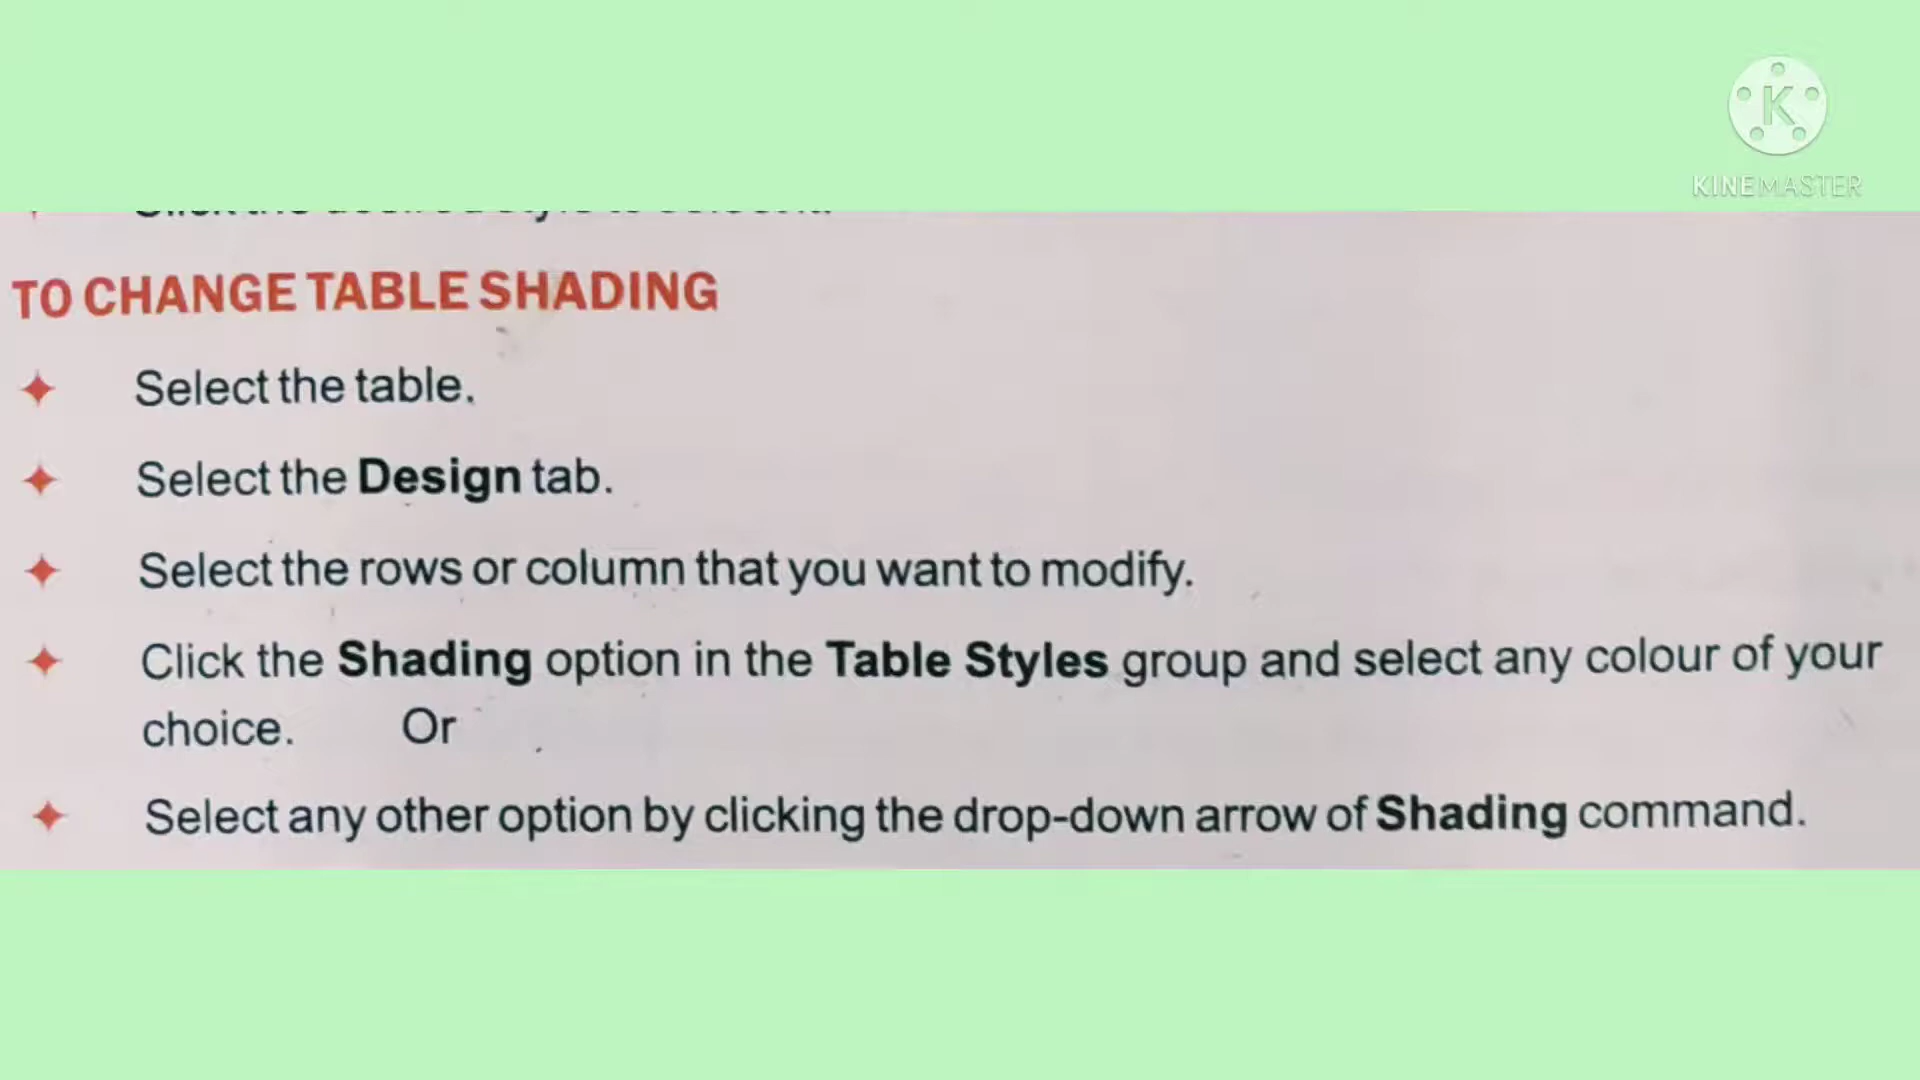 KINEMASTER
TO CHANGE TABLE SHADING
Select the table.
Select the Design tab.
Select the rows or column that you want to modify.
Click the Shading option in the Table Styles group and select any colour of your
choice. Or
Select any other option by clicking the drop-down arrow of Shading command.